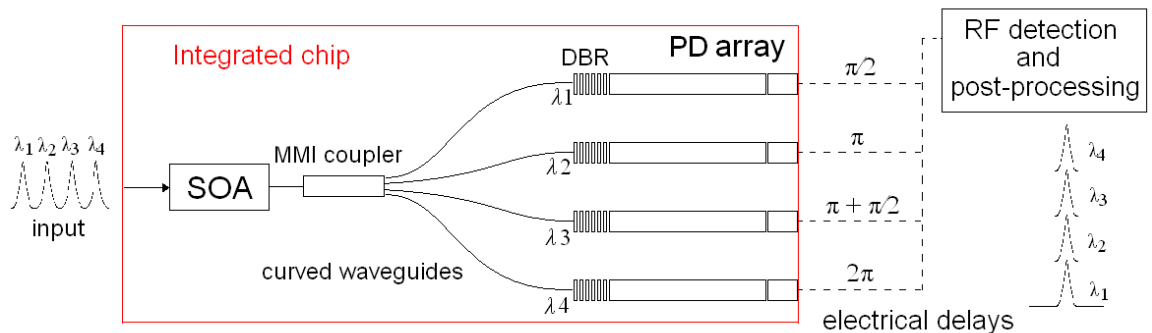 Integrated chip
PD array
RF detection
and
post-processing
DBR
λ1
π/2
λ1 λ2 λ3 λ4
MMI coupler
λ2
π
SOA
input
λ3
π + π/2
curved waveguides
λ4
2π
electrical delays
λ4
λ3
λ2
λ1